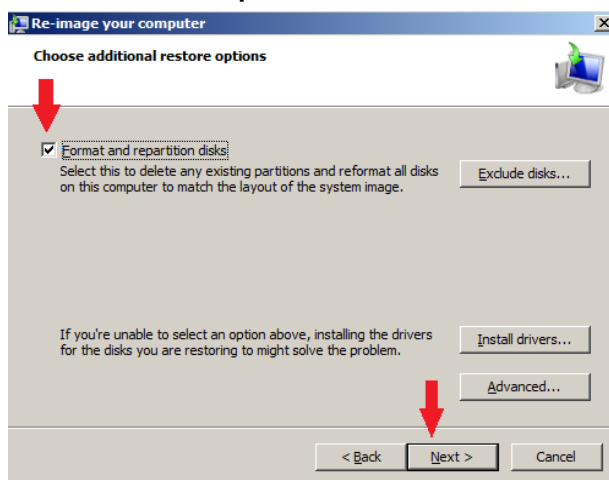 Re-image your computer
Choose additional restore options
Format and repartition disks
Select this to delete any existing partitions and reformat all disks
on this computer to match the layout of the system image.
Exclude disks...
If you're unable to select an option above, installing the drivers
for the disks you are restoring to might solve the problem.
Install drivers...
Advanced...
< Back
Next >
Cancel